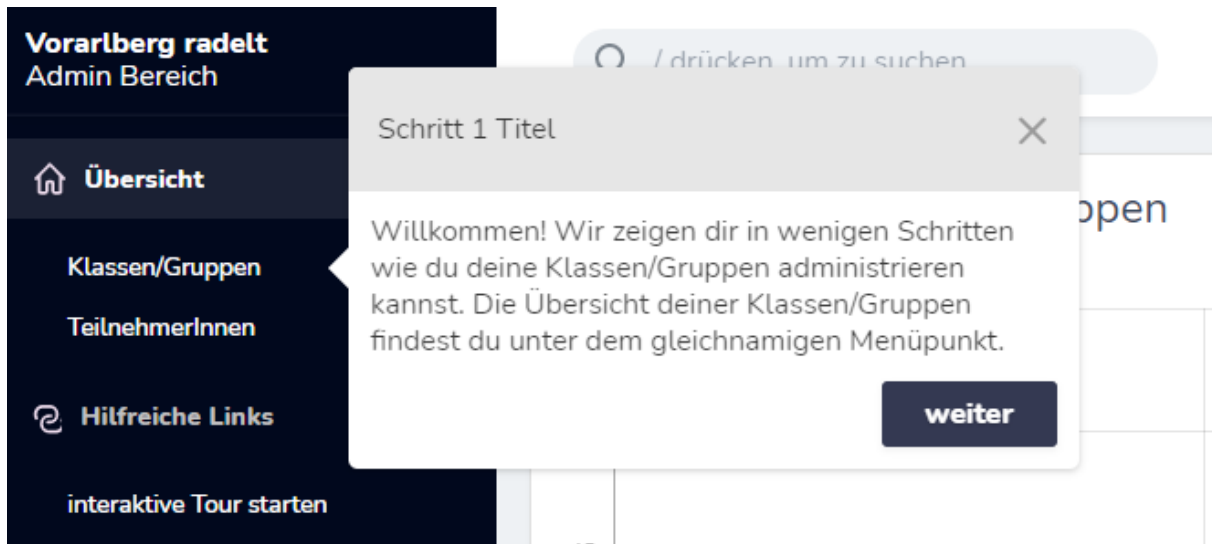 Vorarlberg radelt
Admin Bereich
/ drücken, um zu suchen
Schritt 1 Titel
Übersicht
Willkommen! Wir zeigen dir in wenigen Schritten
wie du deine Klassen/Gruppen administrieren
kannst. Die Übersicht deiner Klassen/Gruppen
findest du unter dem gleichnamigen Menüpunkt.
weiter
Klassen/Gruppen
TeilnehmerInnen
Hilfreiche Links
interaktive Tour starten